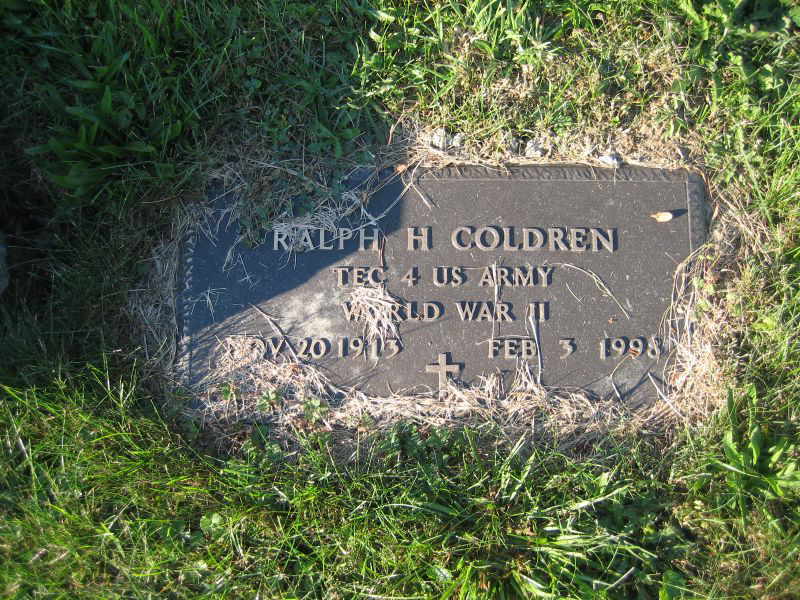 RALPH H COLDREN
TEC 4 US ARMY
WORLD WAR II
NOV 20 1913 FEB 3 1998